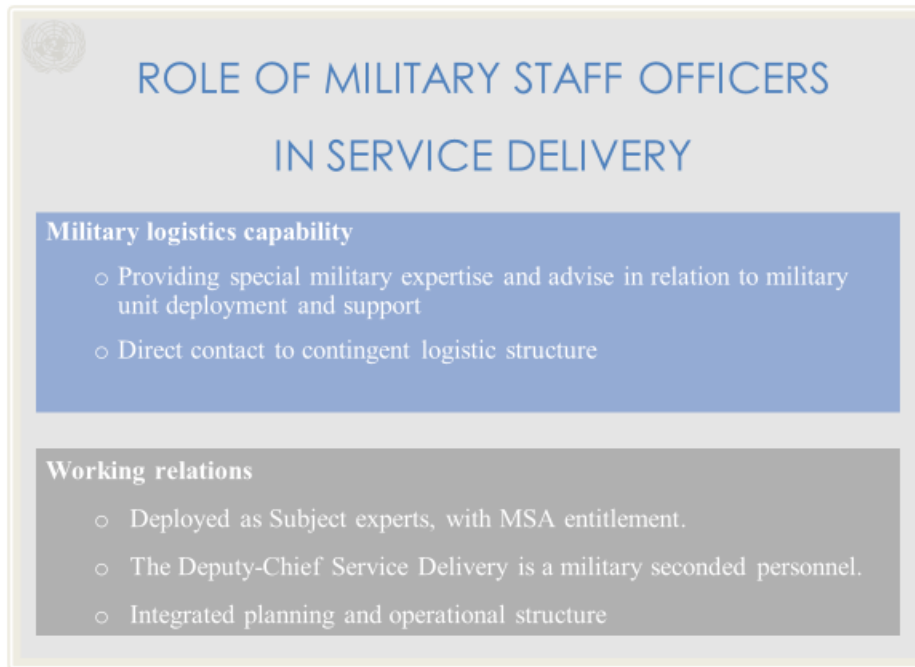 ROLE OF MILITARY STAFF OFFICERS
IN SERVICE DELIVERY
Military logistics capability
o Providing special military expertise and advise in relation to military
unit deployment and support
o Direct contact to contingent logistic structure
Working relations
o Deployed as Subject experts, with MSA entitlement.
o The Deputy-Chief Service Delivery is a military seconded personnel.
o Integrated planning and operational structure